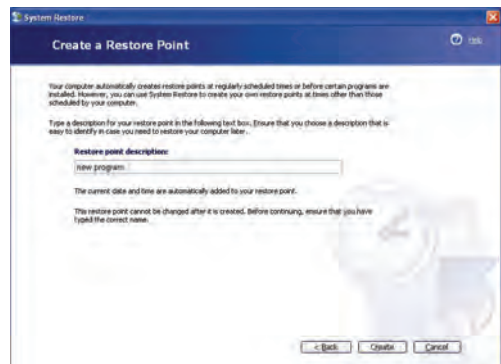 System Restore
Create a Restore Point
Help
Your computer automatically creates restore points at regularly scheduled times or before certain programs are
installed. However, you can use System Restore to create your own restore points at times other than those
scheduled by your computer.
Type a description for your restore point in the following text box. Ensure that you choose a description that is
easy to identify in case you need to restore your computer later.
Restore point description:
new program
The current date and time are automatically added to your restore point.
This restore point cannot be changed after it is created. Before continuing, ensure that you have
typed the correct name.
< Back Create Cancel